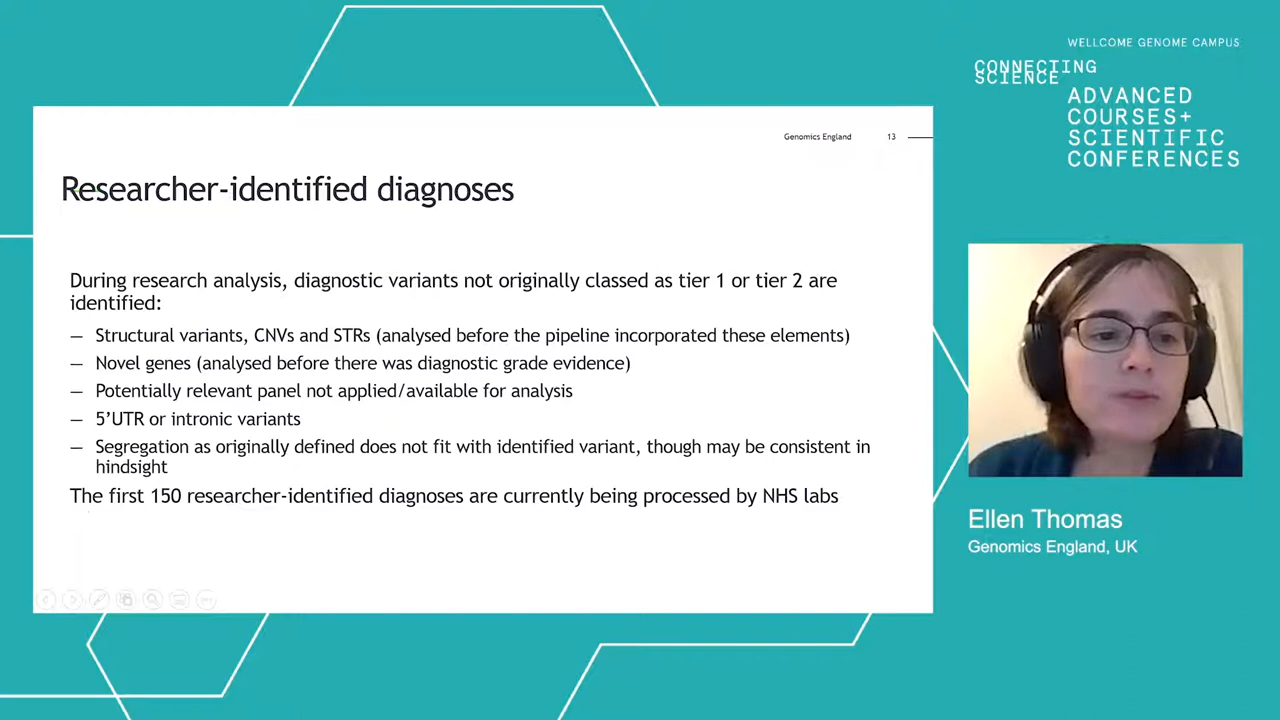 WELLCOME GENOME CAMPUS
CONNECTING
SCIENCE
ADVANCED
COURSES+
SCIENTIFIC
CONFERENCES
Genomics England 13
Researcher-identified diagnoses
During research analysis, diagnostic variants not originally classed as tier 1 or tier 2 are
identified:
— Structural variants, CNVs and STRs (analysed before the pipeline incorporated these elements)
— Novel genes (analysed before there was diagnostic grade evidence)
— Potentially relevant panel not applied/available for analysis
— 5’UTR or intronic variants
— Segregation as originally defined does not fit with identified variant, though may be consistent in
hindsight
The first 150 researcher-identified diagnoses are currently being processed by NHS labs
Ellen Thomas
Genomics England, UK